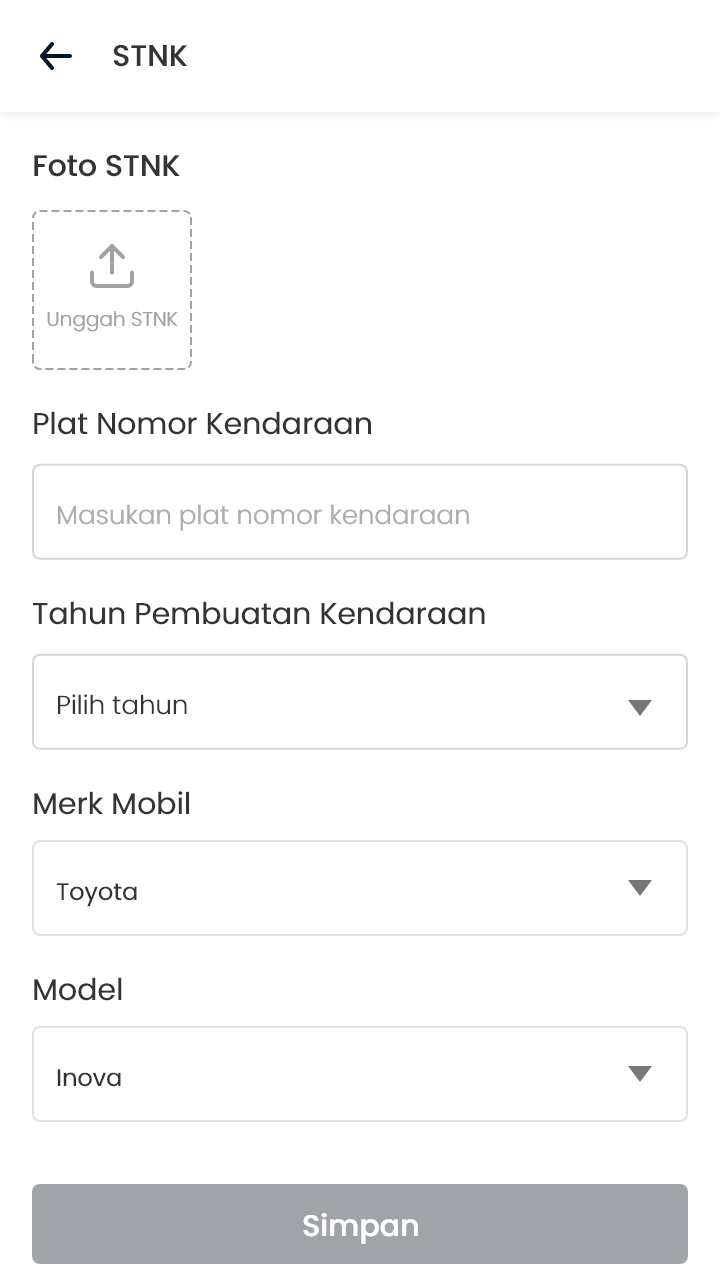 STNK
Foto STNK
Unggah STNK
Plat Nomor Kendaraan
Masukan plat nomor kendaraan
Tahun Pembuatan Kendaraan
Pilih tahun
Merk Mobil
Toyota
Model
Inova
Simpan